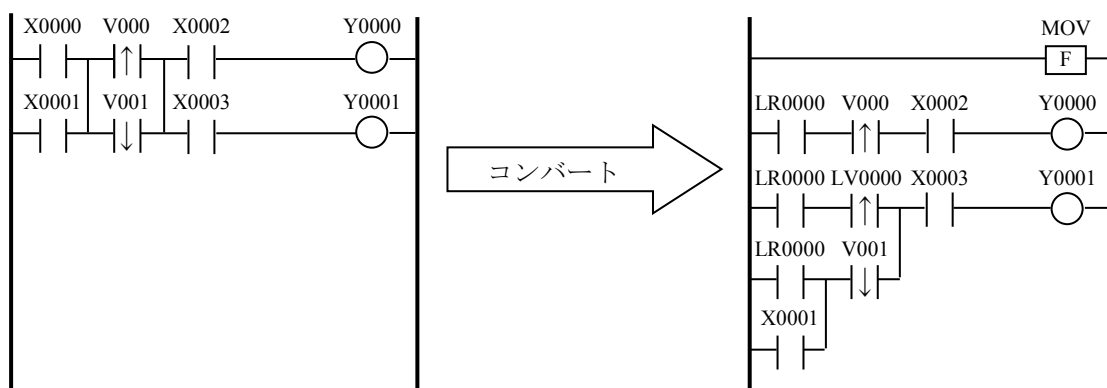 X0000 V000 X0002 Y0000
↑
X0001 V001 X0003 Y0001
↓
コンバート
MOV
F
LR0000 V000 X0002 Y0000
↑
LR0000 LV0000 X0003 Y0001
↑
LR0000 V001
↓
X0001